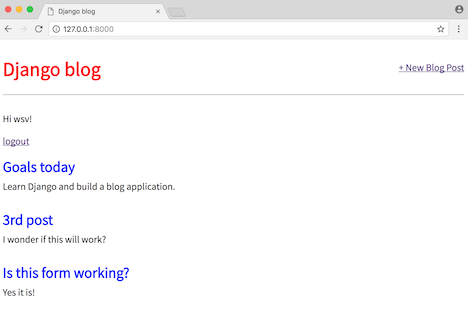 Django blog
127.0.0.1:8000
Django blog
+ New Blog Post
Hi wsv!
logout
Goals today
Learn Django and build a blog application.
3rd post
I wonder if this will work?
Is this form working?
Yes it is!